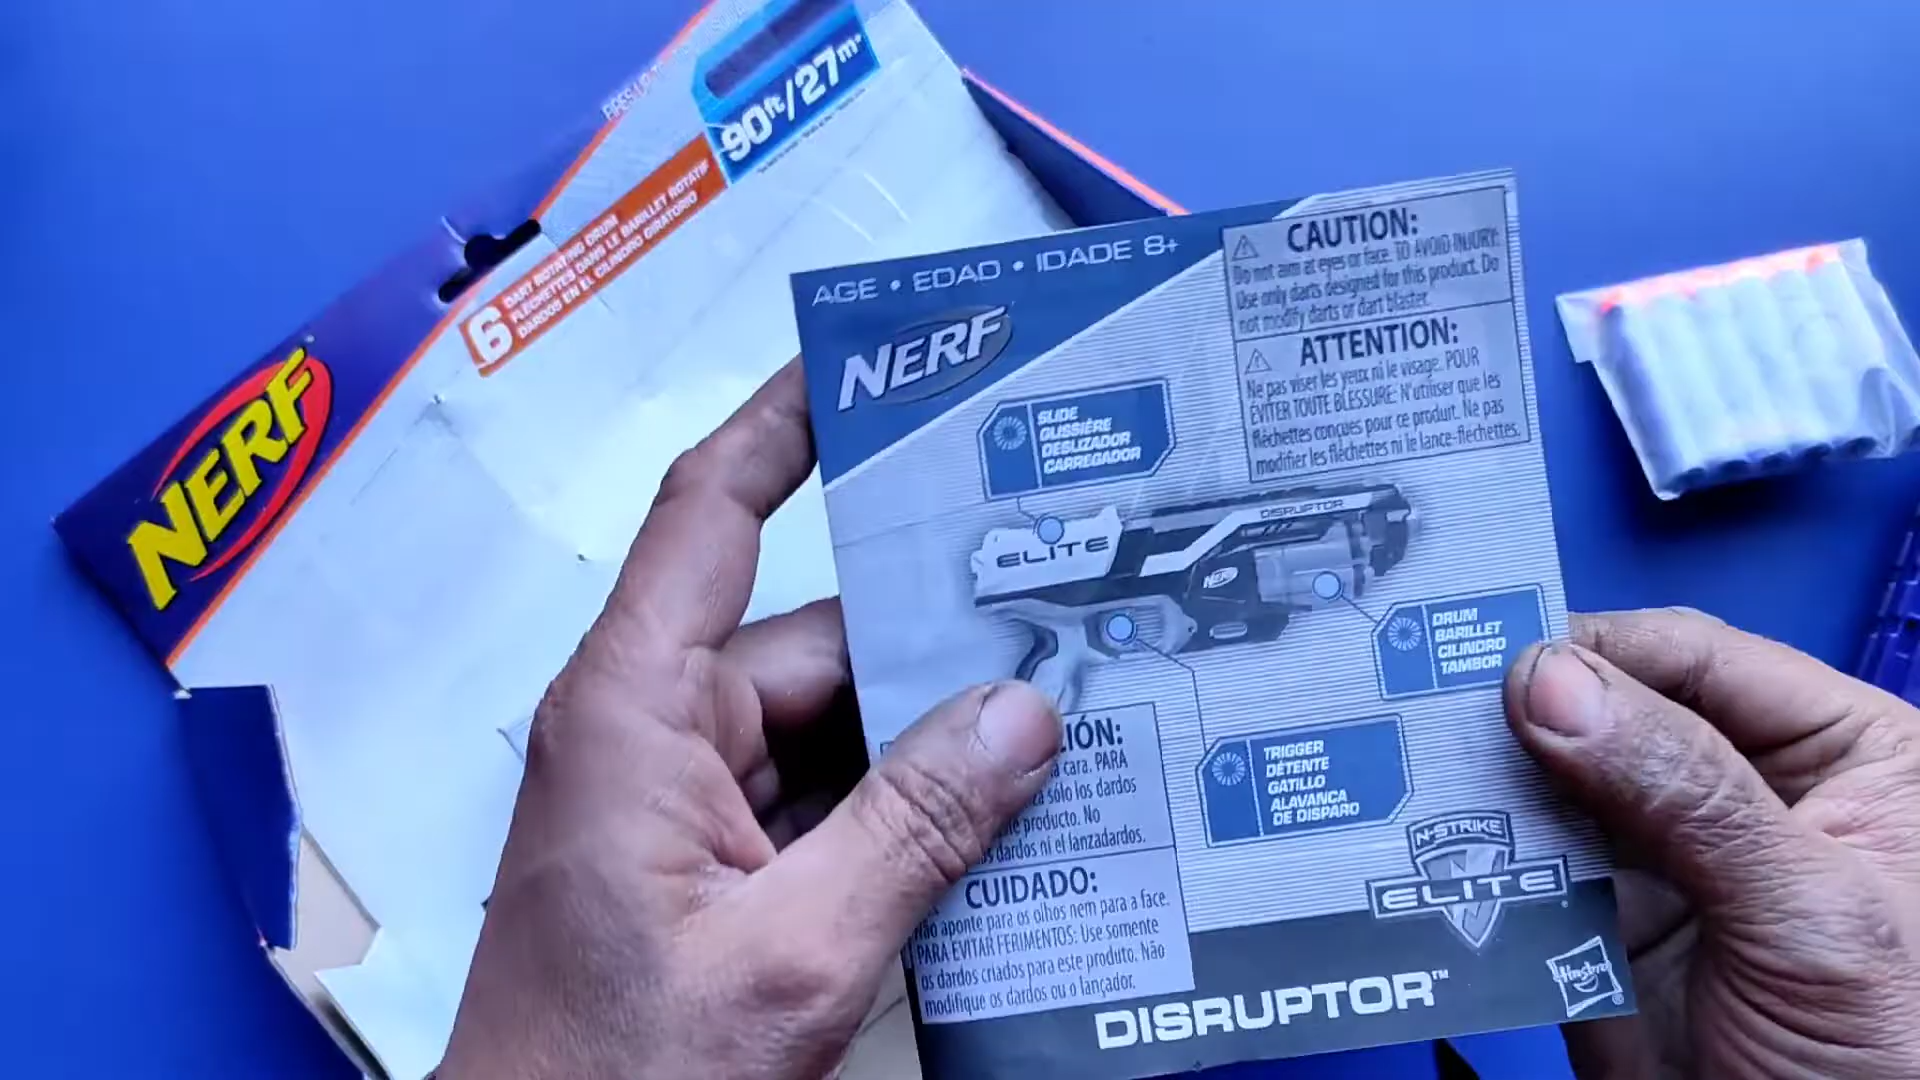 90ft/27m*
6
DART ROTATING DRUM
FLÉCHETTES DANS LE BARILLET ROTATIF
DARDOS EN EL CILINDRO GIRATORIO
NERF
AGE • EDAD • IDADE 8+
NERF
CAUTION:
Do not aim at eyes or face. TO AVOID INJURY:
Use only darts designed for this product. Do
not modify darts or dart blaster.
ATTENTION:
Ne pas viser les yeux ni le visage. POUR
ÉVITER TOUTE BLESSURE: N'utiliser que les
fléchettes conçues pour ce produit. Ne pas
modifier les fléchettes ni le lance-fléchettes.
SLIDE
GLISSIÈRE
DESLIZADOR
CARREGADOR
DISRUPTOR
ELITE
NERF
DRUM
BARILLET
CILINDRO
TAMBOR
TRIGGER
DÉTENTE
GATILLO
ALAVANCA
DE DISPARO
IÓN:
cara. PARA
sólo los dardos
producto. No
dardos ni el lanzadardos.
CUIDADO:
Não aponte para os olhos nem para a face.
PARA EVITAR FERIMENTOS: Use somente
os dardos criados para este produto. Não
modifique os dardos ou o lançador.
N-STRIKE
ELITE
DISRUPTOR™
Hasbro